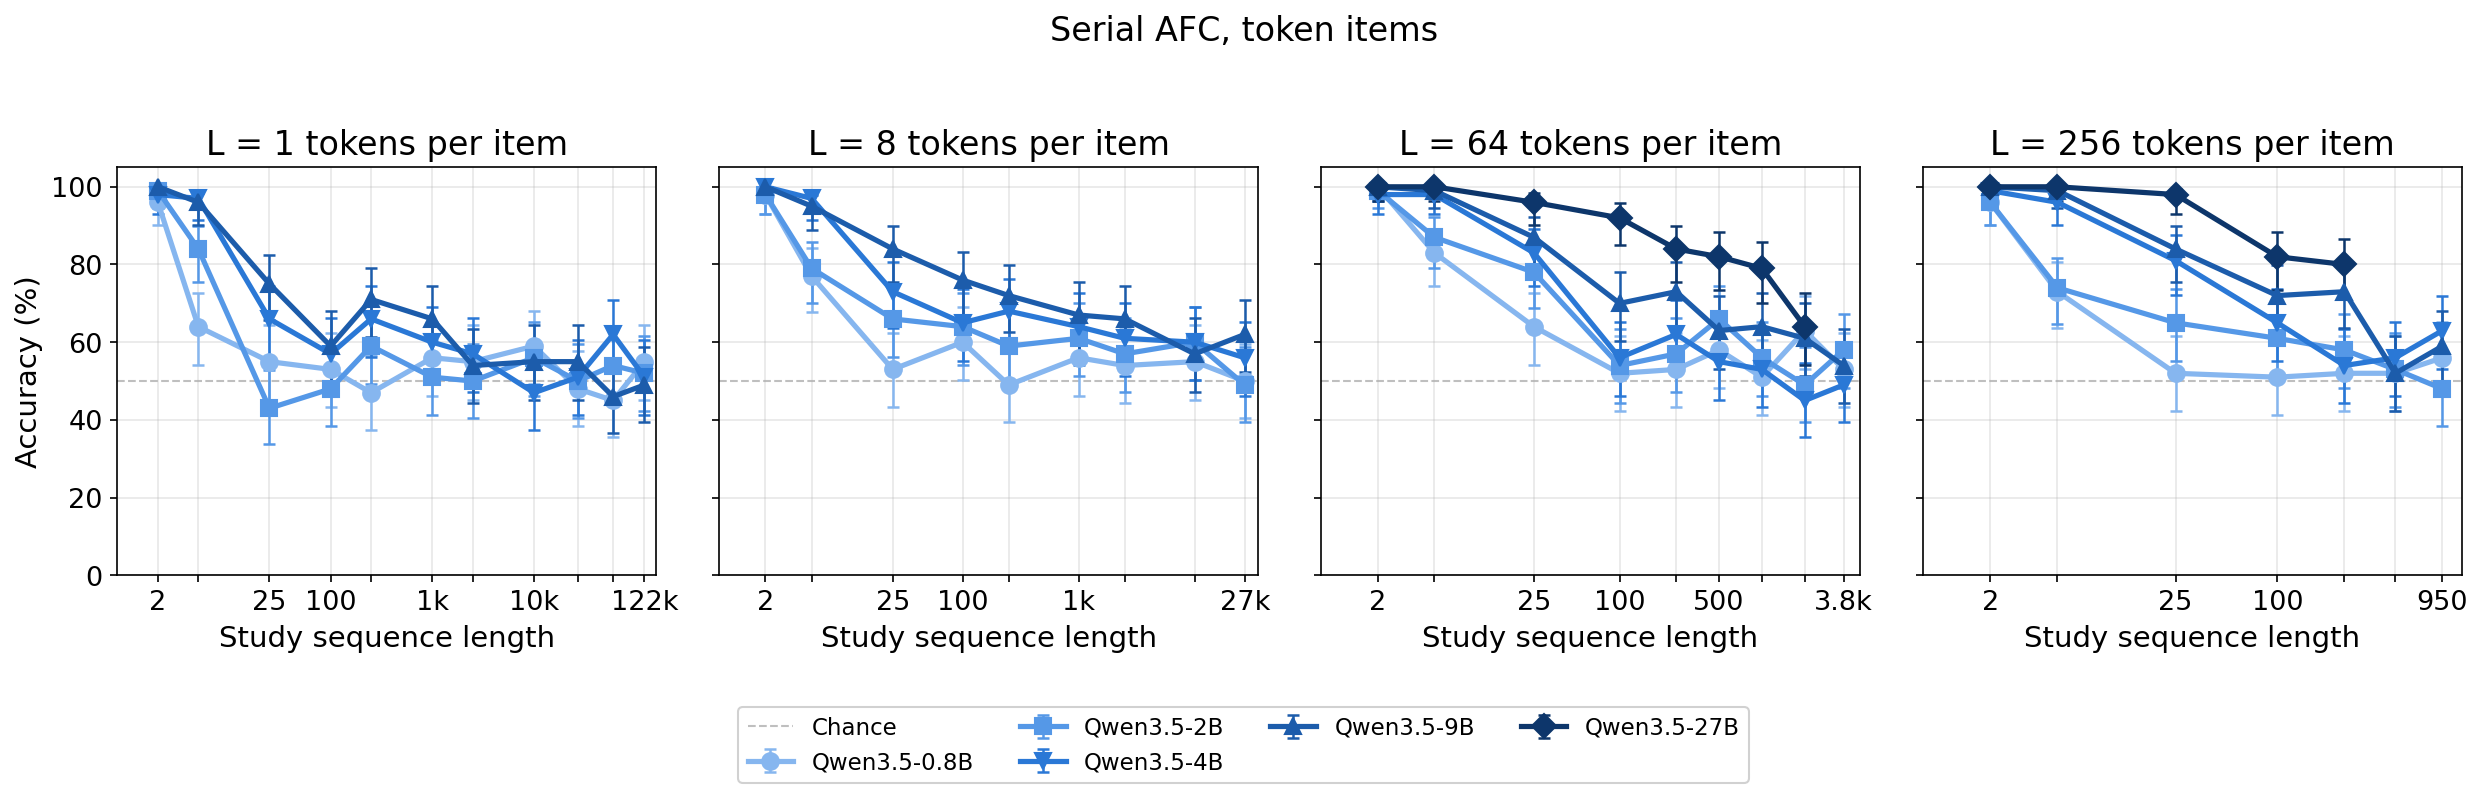 Serial AFC, token items
L = 1 tokens per item
L = 8 tokens per item
L = 64 tokens per item
L = 256 tokens per item
Accuracy (%)
100
80
60
40
20
0
2 25 100 1k 10k 122k
2 25 100 1k 27k
2 25 100 500 3.8k
2 25 100 950
Study sequence length
Study sequence length
Study sequence length
Study sequence length
Chance
Qwen3.5-0.8B
Qwen3.5-2B
Qwen3.5-4B
Qwen3.5-9B
Qwen3.5-27B